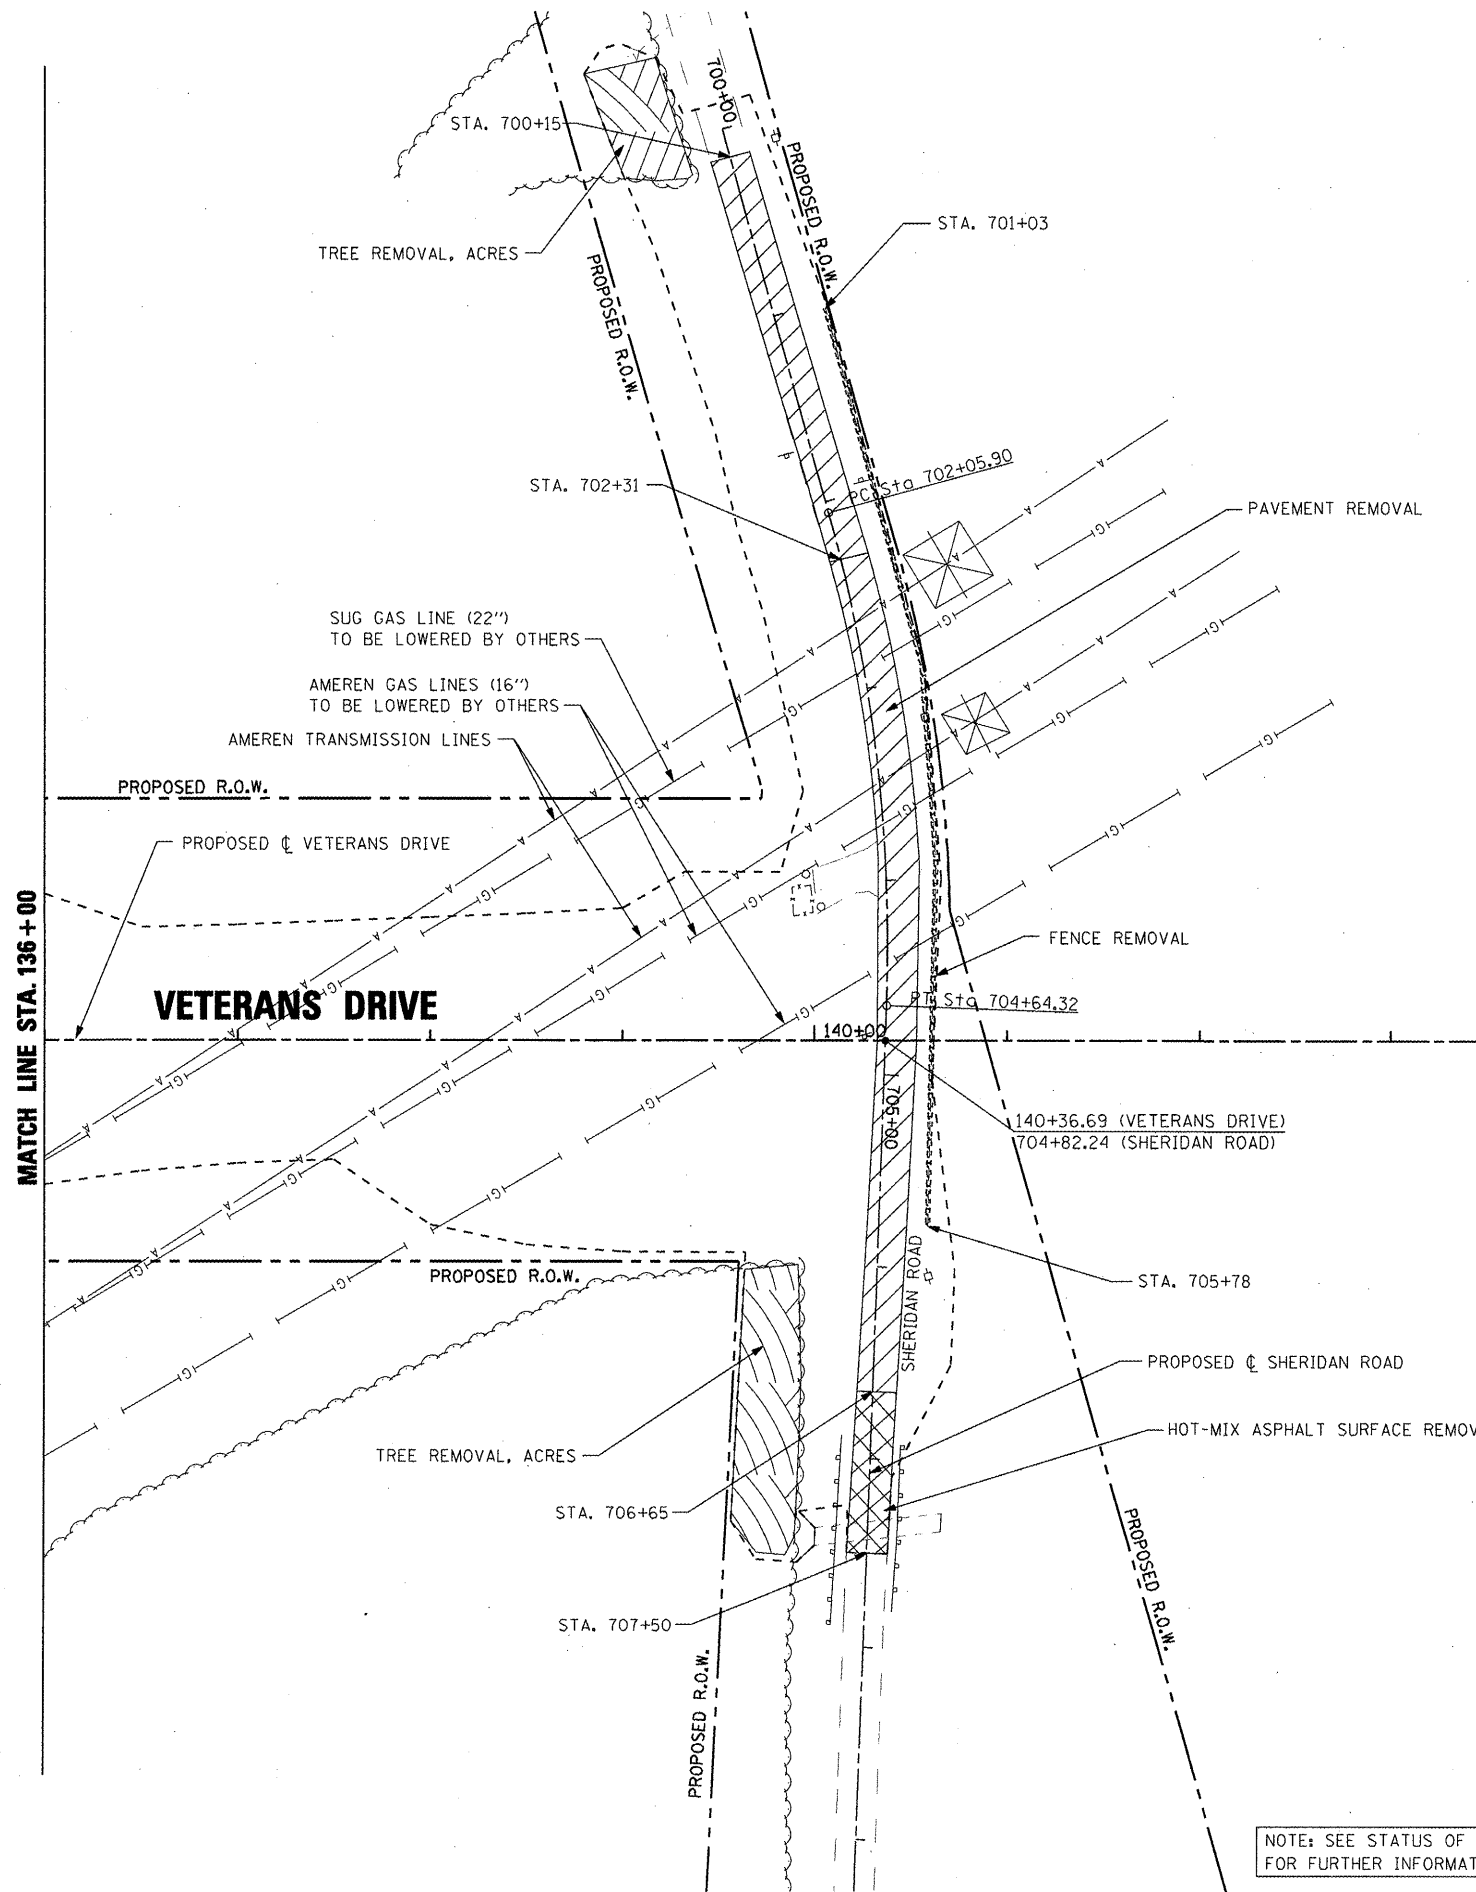 700+00
STA. 700+15
PROPOSED R.O.W.
STA. 701+03
TREE REMOVAL, ACRES
PROPOSED R.O.W.
PC Sta 702+05.90
STA. 702+31
PAVEMENT REMOVAL
SUG GAS LINE (22")
TO BE LOWERED BY OTHERS
AMEREN GAS LINES (16")
TO BE LOWERED BY OTHERS
AMEREN TRANSMISSION LINES
PROPOSED R.O.W.
PROPOSED ℄ VETERANS DRIVE
MATCH LINE STA. 136+00
FENCE REMOVAL
VETERANS DRIVE
PT Sta 704+64.32
140+00
705+00
140+36.69 (VETERANS DRIVE)
704+82.24 (SHERIDAN ROAD)
PROPOSED R.O.W.
SHERIDAN ROAD
STA. 705+78
PROPOSED ℄ SHERIDAN ROAD
HOT-MIX ASPHALT SURFACE REMOV
TREE REMOVAL, ACRES
STA. 706+65
PROPOSED R.O.W.
STA. 707+50
PROPOSED R.O.W.
NOTE: SEE STATUS OF
FOR FURTHER INFORMAT